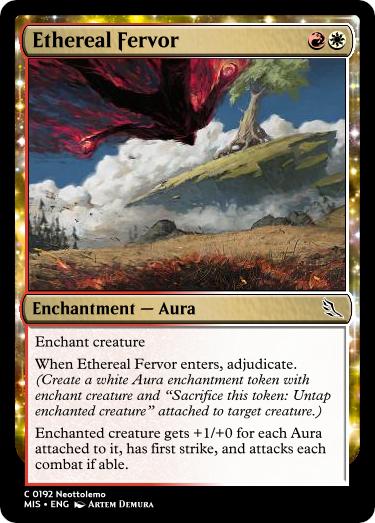 Ethereal Fervor
Enchantment — Aura
Enchant creature
When Ethereal Fervor enters, adjudicate.
(Create a white Aura enchantment token with
enchant creature and “Sacrifice this token: Untap
enchanted creature” attached to target creature.)
Enchanted creature gets +1/+0 for each Aura
attached to it, has first strike, and attacks each
combat if able.
C 0192 Neottolemo
MIS • ENG Artem Demura